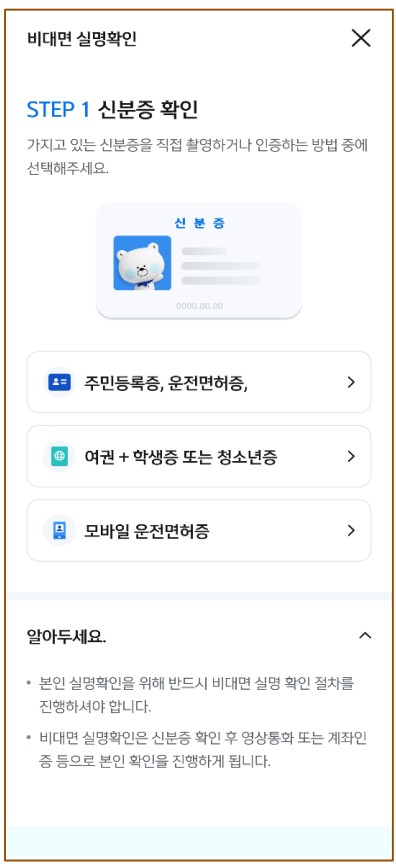 비대면 실명확인
STEP 1 신분증 확인
가지고 있는 신분증을 직접 촬영하거나 인증하는 방법 중에
선택해주세요.
신 분 증
0000.00.00
주민등록증, 운전면허증,
여권 + 학생증 또는 청소년증
모바일 운전면허증
알아두세요.
• 본인 실명확인을 위해 반드시 비대면 실명 확인 절차를
진행하셔야 합니다.
• 비대면 실명확인은 신분증 확인 후 영상통화 또는 계좌인
증 등으로 본인 확인을 진행하게 됩니다.